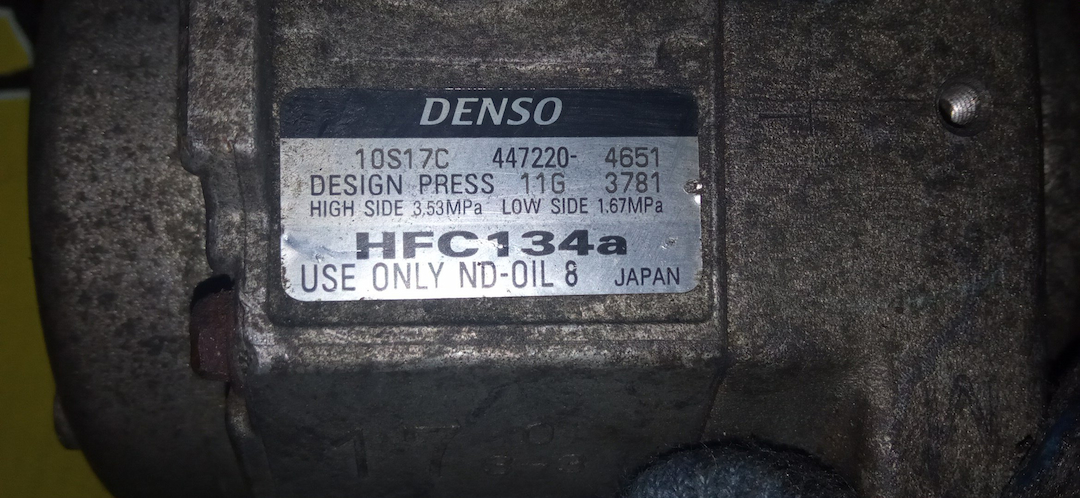 DENSO
10S17C 447220- 4651
DESIGN PRESS 11G 3781
HIGH SIDE 3.53MPa LOW SIDE 1.67MPa
HFC134a
USE ONLY ND-OIL 8 JAPAN